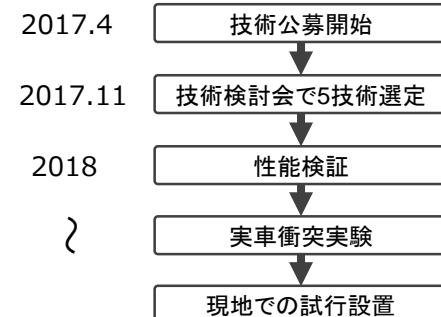 2017.4 技術公募開始
2017.11 技術検討会で5技術選定
2018 性能検証
〜 実車衝突実験
現地での試行設置